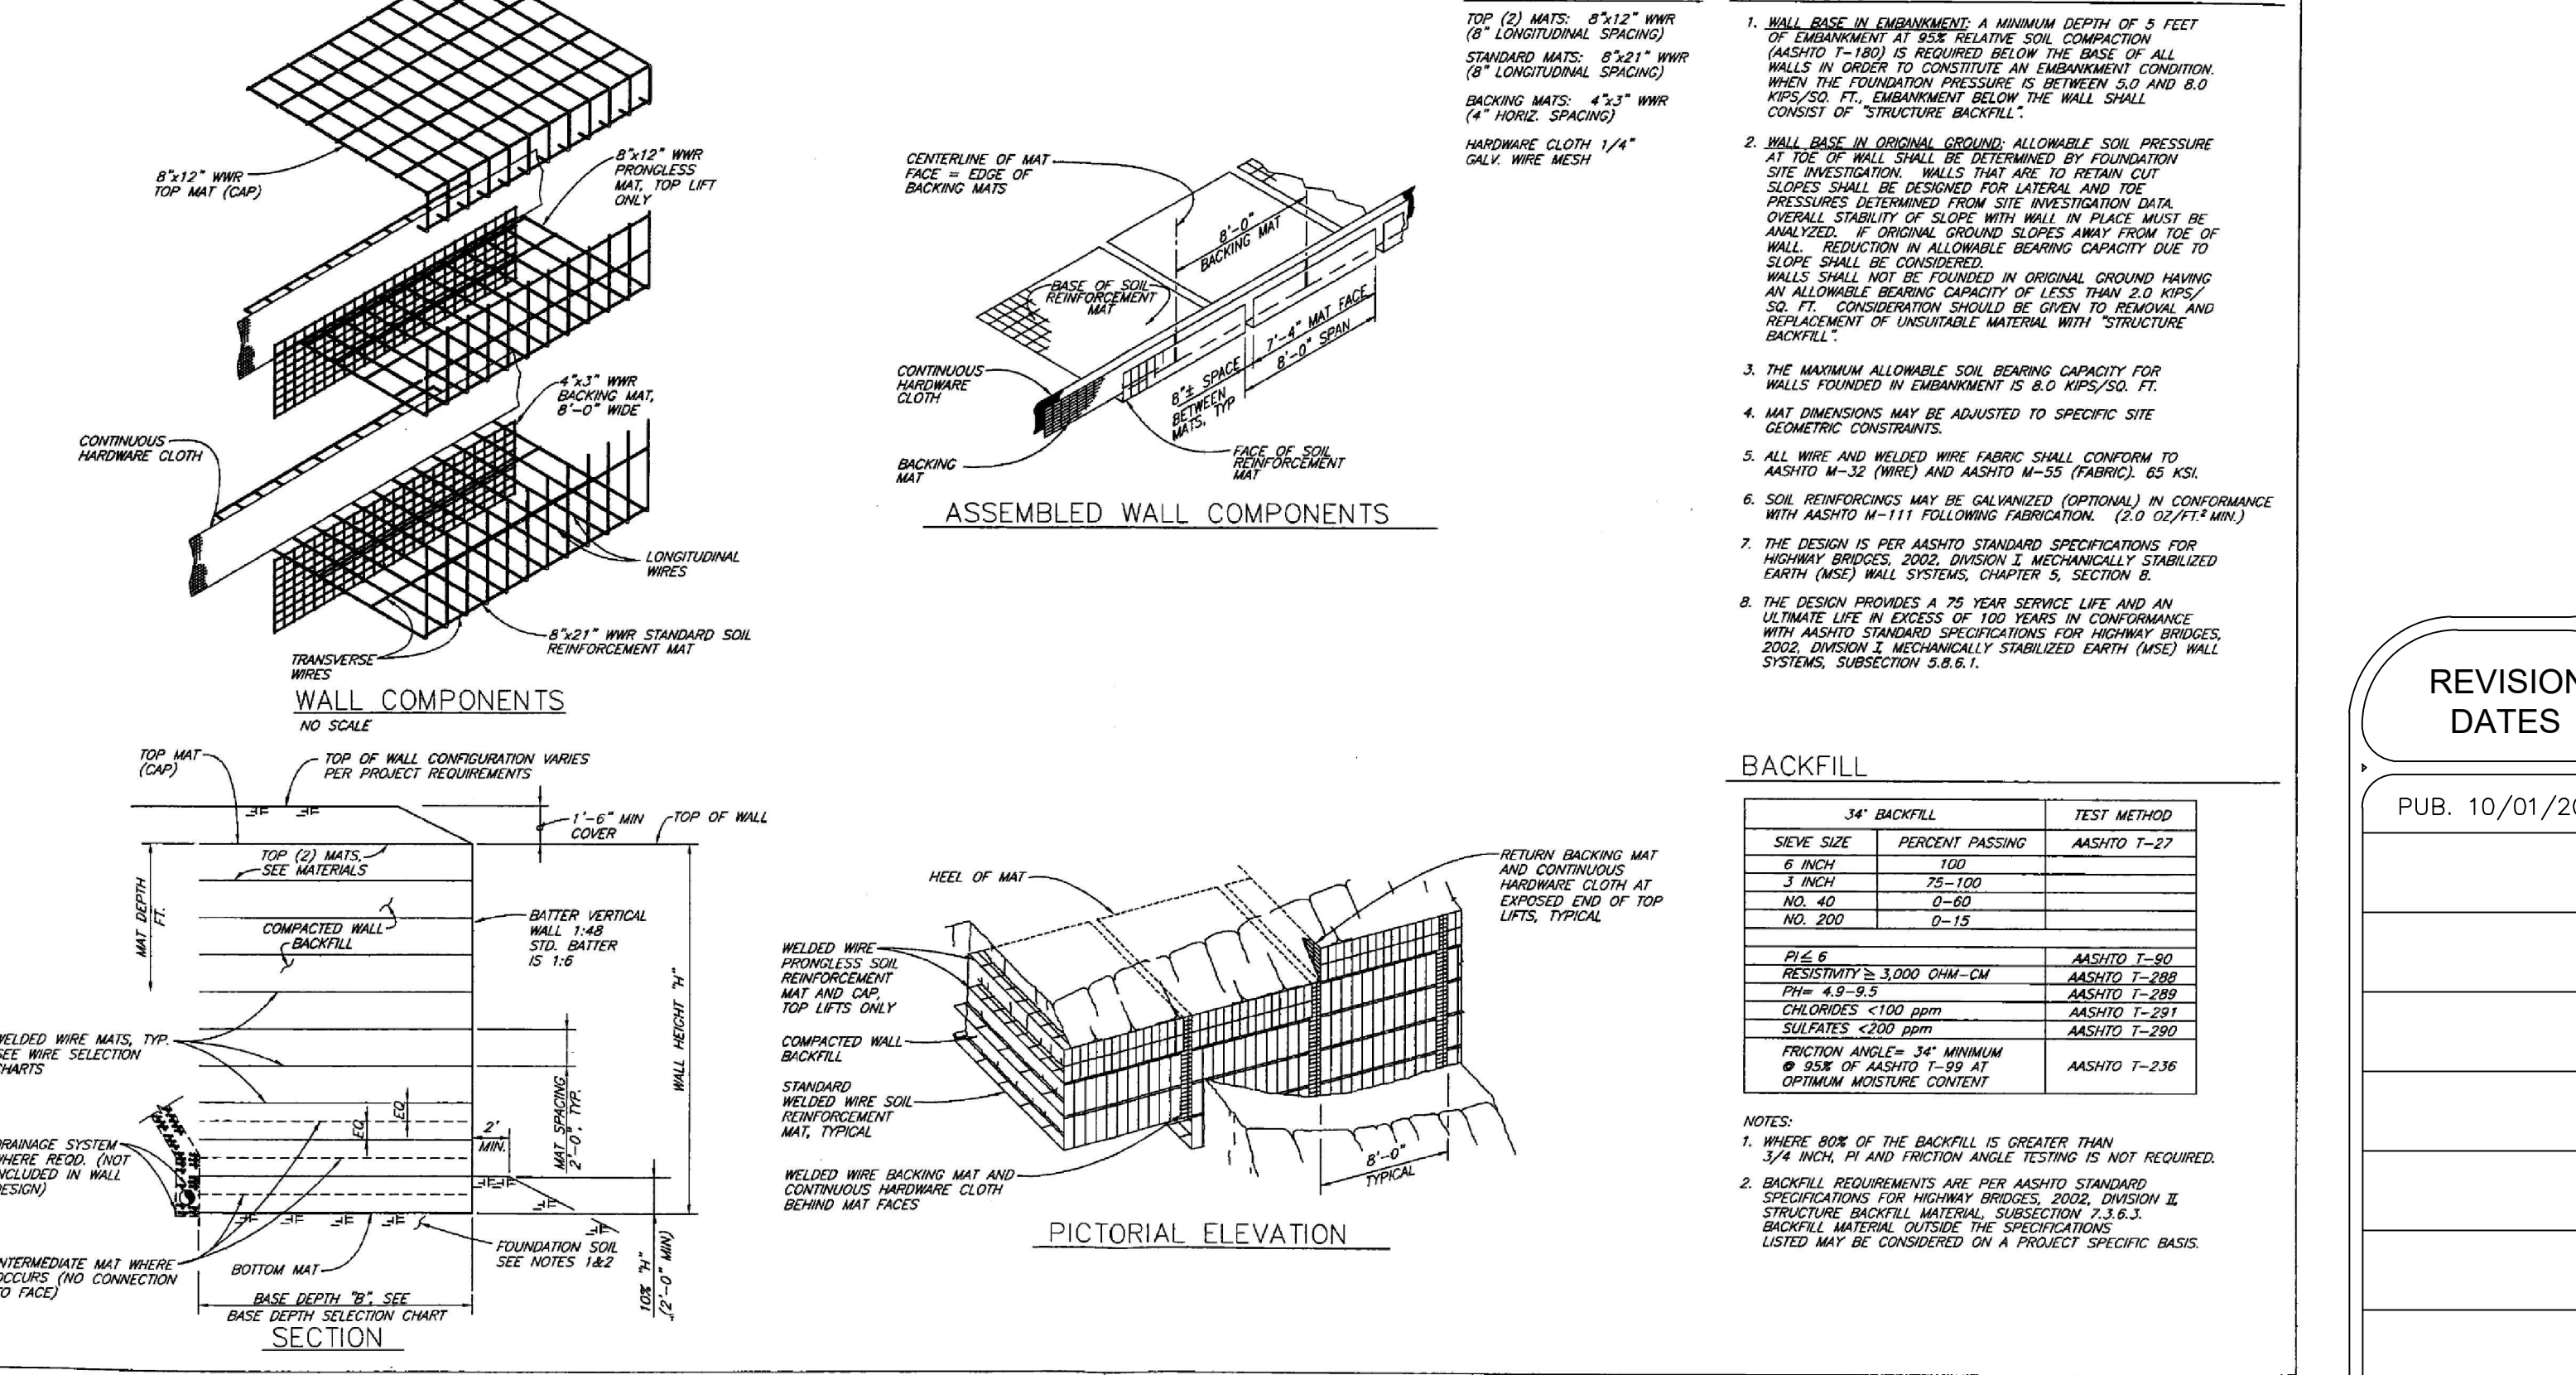 8"x12" WWR
TOP MAT (CAP)
8"x12" WWR
PRONGLESS
MAT, TOP LIFT
ONLY
4"x3" WWR
BACKING MAT,
8'-0" WIDE
CONTINUOUS
HARDWARE CLOTH
LONGITUDINAL
WIRES
8"x21" WWR STANDARD SOIL
REINFORCEMENT MAT
TRANSVERSE
WIRES
WALL COMPONENTS
NO SCALE
CENTERLINE OF MAT
FACE = EDGE OF
BACKING MATS
8'-0"
BACKING MAT
BASE OF SOIL
REINFORCEMENT
MAT
7'-4" MAT FACE
8'-0" SPAN
8"± SPACE
BETWEEN
MATS, TYP
CONTINUOUS
HARDWARE
CLOTH
BACKING
MAT
FACE OF SOIL
REINFORCEMENT
MAT
ASSEMBLED WALL COMPONENTS
TOP (2) MATS: 8"x12" WWR
(8" LONGITUDINAL SPACING)
STANDARD MATS: 8"x21" WWR
(8" LONGITUDINAL SPACING)
BACKING MATS: 4"x3" WWR
(4" HORIZ. SPACING)
HARDWARE CLOTH 1/4"
GALV. WIRE MESH
1. WALL BASE IN EMBANKMENT: A MINIMUM DEPTH OF 5 FEET
OF EMBANKMENT AT 95% RELATIVE SOIL COMPACTION
(AASHTO T-180) IS REQUIRED BELOW THE BASE OF ALL
WALLS IN ORDER TO CONSTITUTE AN EMBANKMENT CONDITION.
WHEN THE FOUNDATION PRESSURE IS BETWEEN 5.0 AND 8.0
KIPS/SQ. FT., EMBANKMENT BELOW THE WALL SHALL
CONSIST OF "STRUCTURE BACKFILL".
2. WALL BASE IN ORIGINAL GROUND: ALLOWABLE SOIL PRESSURE
AT TOE OF WALL SHALL BE DETERMINED BY FOUNDATION
SITE INVESTIGATION. WALLS THAT ARE TO RETAIN CUT
SLOPES SHALL BE DESIGNED FOR LATERAL AND TOE
PRESSURES DETERMINED FROM SITE INVESTIGATION DATA.
OVERALL STABILITY OF SLOPE WITH WALL IN PLACE MUST BE
ANALYZED. IF ORIGINAL GROUND SLOPES AWAY FROM TOE OF
WALL. REDUCTION IN ALLOWABLE BEARING CAPACITY DUE TO
SLOPE SHALL BE CONSIDERED.
WALLS SHALL NOT BE FOUNDED IN ORIGINAL GROUND HAVING
AN ALLOWABLE BEARING CAPACITY OF LESS THAN 2.0 KIPS/
SQ. FT. CONSIDERATION SHOULD BE GIVEN TO REMOVAL AND
REPLACEMENT OF UNSUITABLE MATERIAL WITH "STRUCTURE
BACKFILL".
3. THE MAXIMUM ALLOWABLE SOIL BEARING CAPACITY FOR
WALLS FOUNDED IN EMBANKMENT IS 8.0 KIPS/SQ. FT.
4. MAT DIMENSIONS MAY BE ADJUSTED TO SPECIFIC SITE
GEOMETRIC CONSTRAINTS.
5. ALL WIRE AND WELDED WIRE FABRIC SHALL CONFORM TO
AASHTO M-32 (WIRE) AND AASHTO M-55 (FABRIC). 65 KSI.
6. SOIL REINFORCINGS MAY BE GALVANIZED (OPTIONAL) IN CONFORMANCE
WITH AASHTO M-111 FOLLOWING FABRICATION. (2.0 OZ/FT.² MIN.)
7. THE DESIGN IS PER AASHTO STANDARD SPECIFICATIONS FOR
HIGHWAY BRIDGES, 2002, DIVISION I, MECHANICALLY STABILIZED
EARTH (MSE) WALL SYSTEMS, CHAPTER 5, SECTION 8.
8. THE DESIGN PROVIDES A 75 YEAR SERVICE LIFE AND AN
ULTIMATE LIFE IN EXCESS OF 100 YEARS IN CONFORMANCE
WITH AASHTO STANDARD SPECIFICATIONS FOR HIGHWAY BRIDGES,
2002, DIVISION I, MECHANICALLY STABILIZED EARTH (MSE) WALL
SYSTEMS, SUBSECTION 5.8.6.1.
REVISION
DATES
PUB. 10/01/20
TOP MAT
(CAP)
TOP OF WALL CONFIGURATION VARIES
PER PROJECT REQUIREMENTS
1'-6" MIN
COVER
TOP OF WALL
TOP (2) MATS,
SEE MATERIALS
MAT DEPTH
FT.
COMPACTED WALL
BACKFILL
BATTER VERTICAL
WALL 1:48
STD. BATTER
IS 1:6
WALL HEIGHT "H"
WELDED WIRE MATS, TYP.
SEE WIRE SELECTION
CHARTS
EQ
EQ
2'
MIN.
MAT SPACING
2'-0", TYP.
DRAINAGE SYSTEM
WHERE REQD. (NOT
INCLUDED IN WALL
DESIGN)
FOUNDATION SOIL
SEE NOTES 1&2
INTERMEDIATE MAT WHERE
OCCURS (NO CONNECTION
TO FACE)
BOTTOM MAT
10% "H"
(2'-0" MIN)
BASE DEPTH "B", SEE
BASE DEPTH SELECTION CHART
SECTION
HEEL OF MAT
RETURN BACKING MAT
AND CONTINUOUS
HARDWARE CLOTH AT
EXPOSED END OF TOP
LIFTS, TYPICAL
WELDED WIRE
PRONGLESS SOIL
REINFORCEMENT
MAT AND CAP,
TOP LIFTS ONLY
COMPACTED WALL
BACKFILL
STANDARD
WELDED WIRE SOIL
REINFORCEMENT
MAT, TYPICAL
WELDED WIRE BACKING MAT AND
CONTINUOUS HARDWARE CLOTH
BEHIND MAT FACES
8'-0"
TYPICAL
PICTORIAL ELEVATION
BACKFILL
34° BACKFILL TEST METHOD
SIEVE SIZE PERCENT PASSING AASHTO T-27
6 INCH 100
3 INCH 75-100
NO. 40 0-60
NO. 200 0-15
PI≤ 6 AASHTO T-90
RESISTIVITY ≥ 3,000 OHM-CM AASHTO T-288
PH= 4.9-9.5 AASHTO T-289
CHLORIDES <100 ppm AASHTO T-291
SULFATES <200 ppm AASHTO T-290
FRICTION ANGLE= 34° MINIMUM
@ 95% OF AASHTO T-99 AT AASHTO T-236
OPTIMUM MOISTURE CONTENT
NOTES:
1. WHERE 80% OF THE BACKFILL IS GREATER THAN
3/4 INCH, PI AND FRICTION ANGLE TESTING IS NOT REQUIRED.
2. BACKFILL REQUIREMENTS ARE PER AASHTO STANDARD
SPECIFICATIONS FOR HIGHWAY BRIDGES, 2002, DIVISION II,
STRUCTURE BACKFILL MATERIAL, SUBSECTION 7.3.6.3.
BACKFILL MATERIAL OUTSIDE THE SPECIFICATIONS
LISTED MAY BE CONSIDERED ON A PROJECT SPECIFIC BASIS.